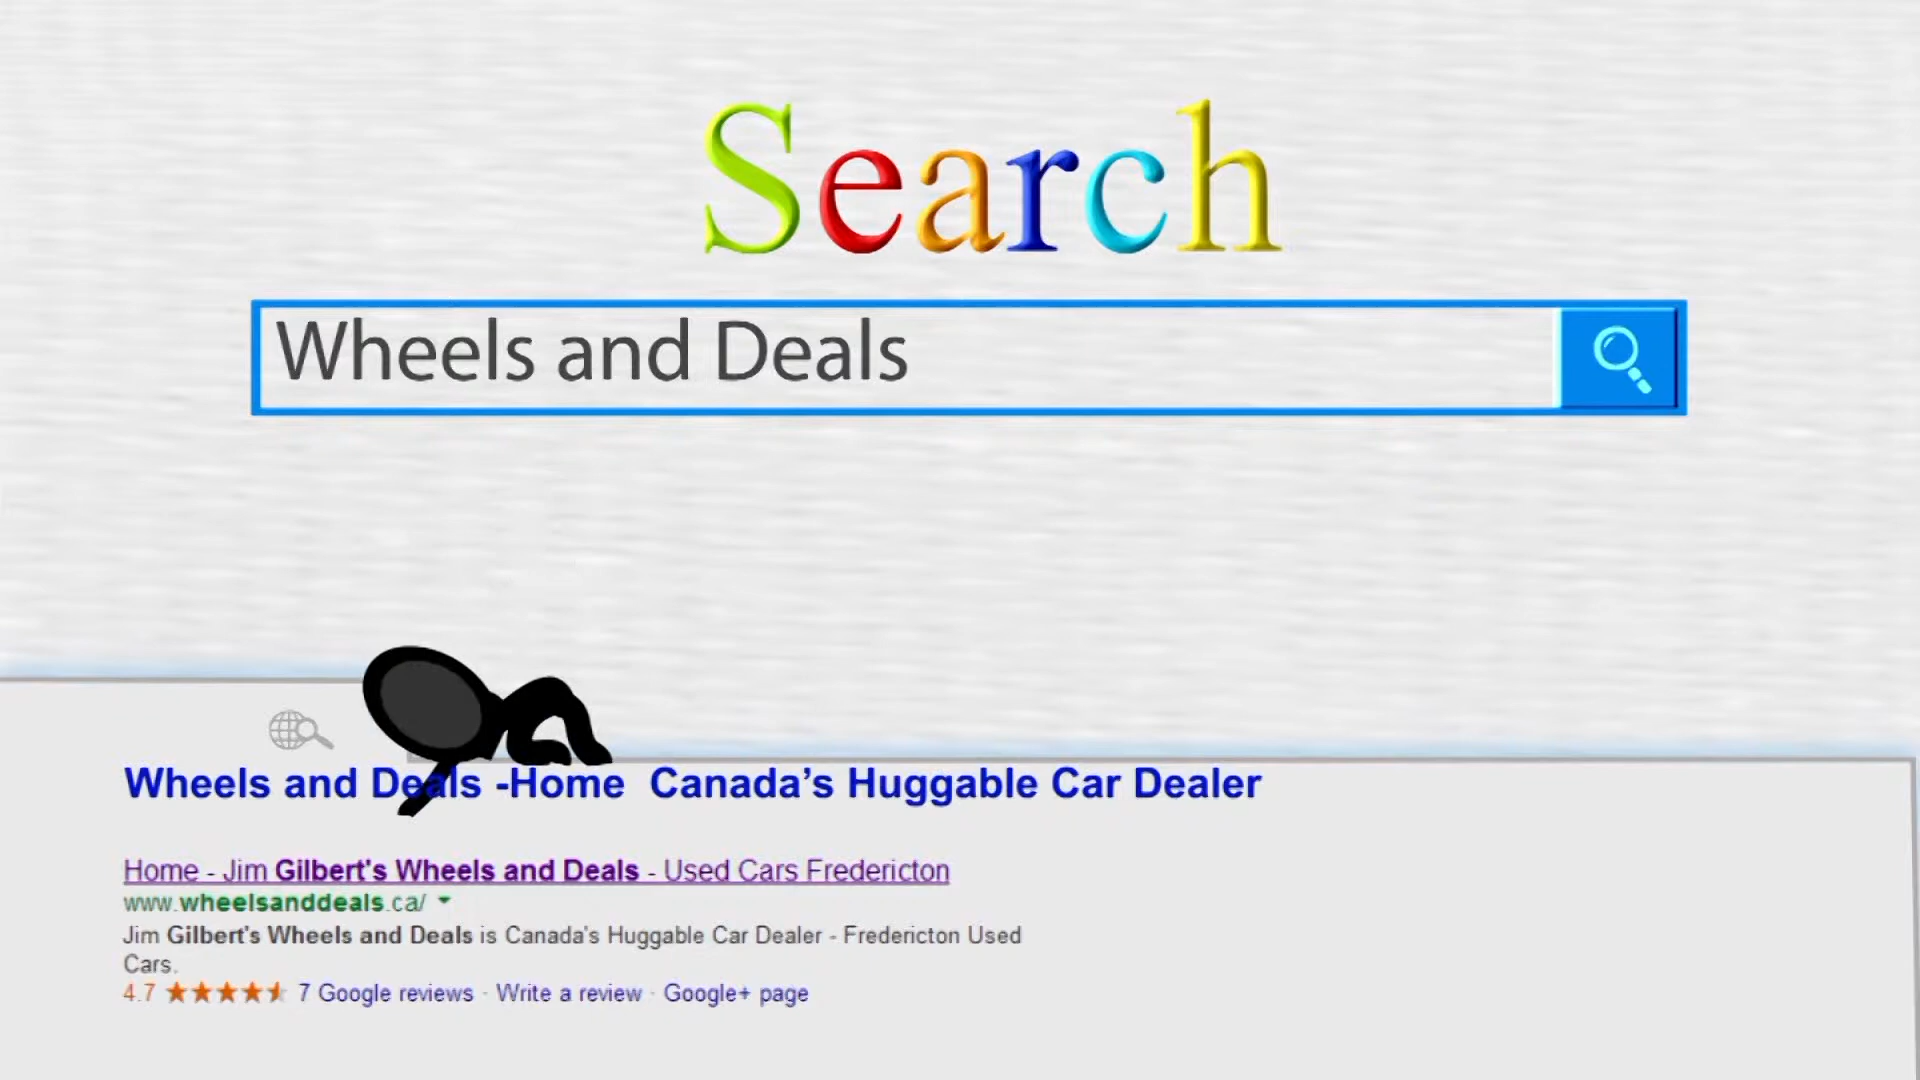 Search
Wheels and Deals
Wheels and Deals -Home Canada's Huggable Car Dealer
Home - Jim Gilbert's Wheels and Deals - Used Cars Fredericton
www.wheelsanddeals.ca/
Jim Gilbert's Wheels and Deals is Canada's Huggable Car Dealer - Fredericton Used
Cars.
4.7 7 Google reviews · Write a review · Google+ page